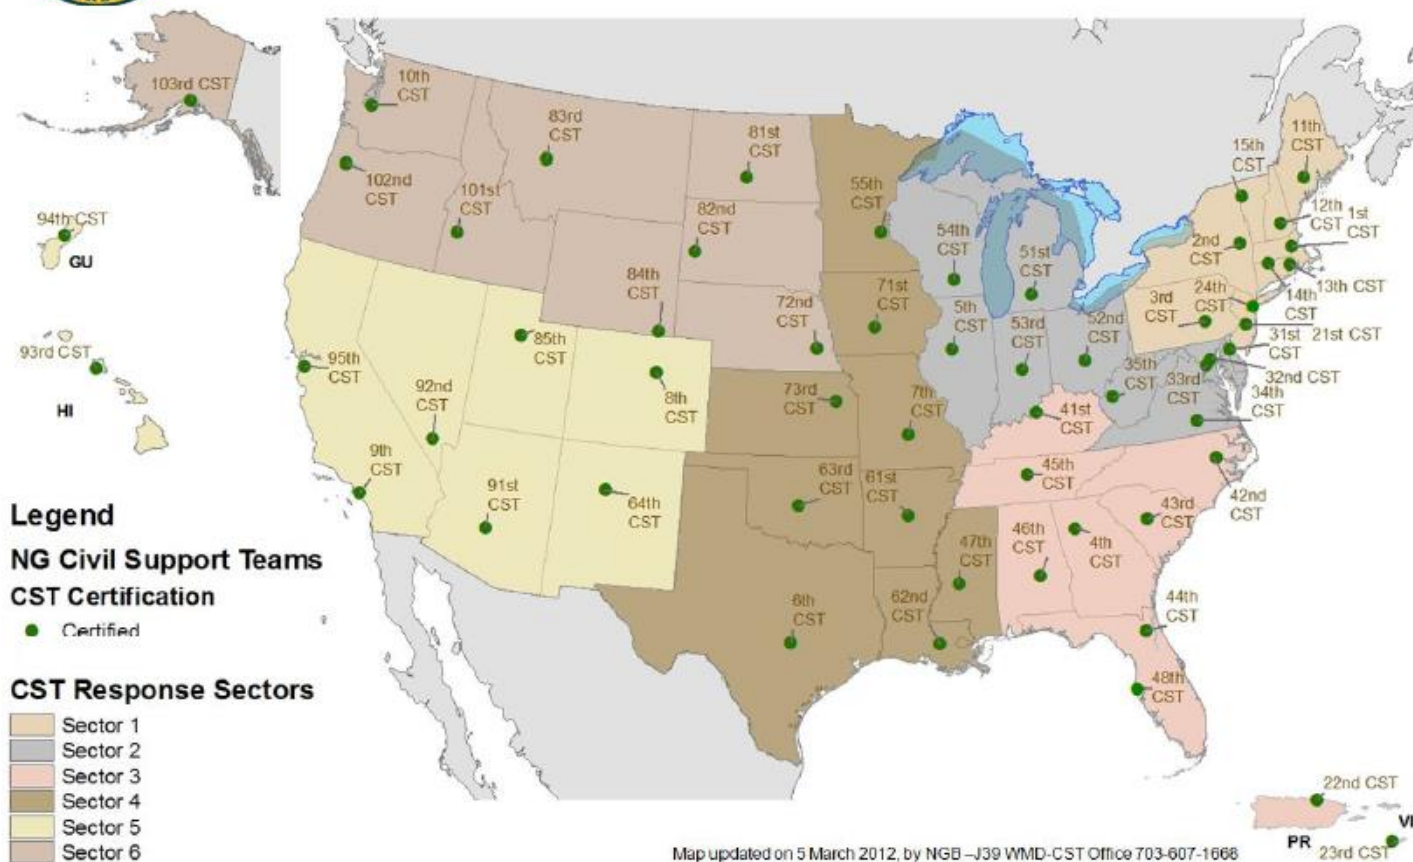 103rd CST
10th
CST
83rd
CST
81st
CST
15th
CST
11th
CST
102nd
CST
101st
CST
55th
CST
82nd
CST
54th
CST
51st
CST
2nd
CST
12th
CST
1st
CST
94th CST
GU
84th
CST
72nd
CST
71st
CST
5th
CST
53rd
CST
52nd
CST
3rd
CST
24th
CST
14th
CST
13th CST
93rd CST
HI
95th
CST
85th
CST
8th
CST
92nd
CST
73rd
CST
7th
CST
35th
CST
33rd
CST
31st
CST
21st CST
32nd CST
34th
CST
41st
CST
9th
CST
91st
CST
64th
CST
63rd
CST
61st
CST
45th
CST
43rd
CST
42nd
CST
46th
CST
4th
CST
47th
CST
6th
CST
62nd
CST
44th
CST
48th
CST
Legend
NG Civil Support Teams
CST Certification
Certified
CST Response Sectors
Sector 1
Sector 2
Sector 3
Sector 4
Sector 5
Sector 6
22nd CST
VI
PR
23rd CST
Map updated on 5 March 2012, by NGB -J39 WMD-CST Office 703-607-1668